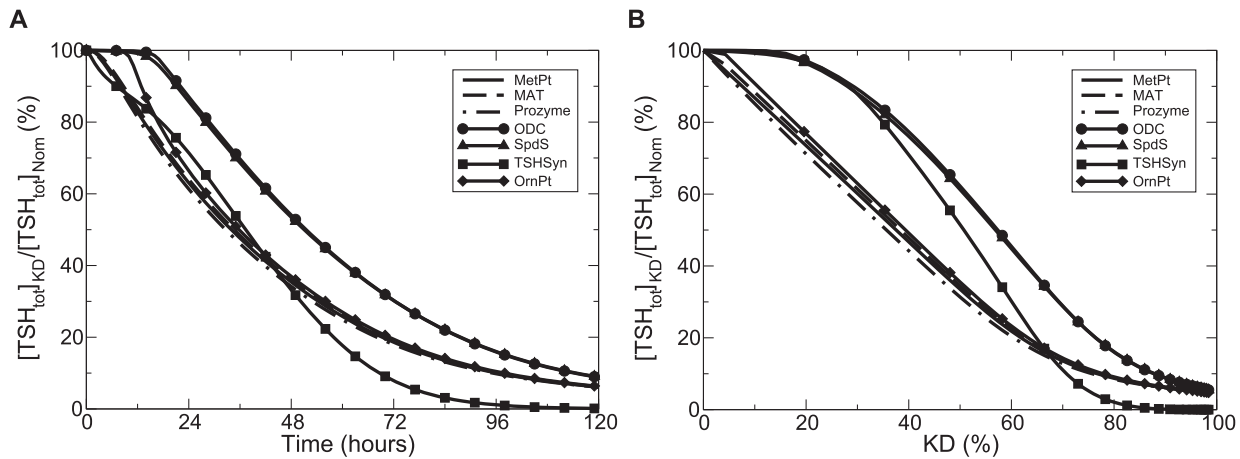 A
[TSHtot]KD/[TSHtot]Nom (%)
100
80
60
40
20
0
0 24 48 72 96 120
Time (hours)
MetPt
MAT
Prozyme
ODC
SpdS
TSHSyn
OrnPt
B
[TSHtot]KD/[TSHtot]Nom (%)
100
80
60
40
20
0
0 20 40 60 80 100
KD (%)
MetPt
MAT
Prozyme
ODC
SpdS
TSHSyn
OrnPt